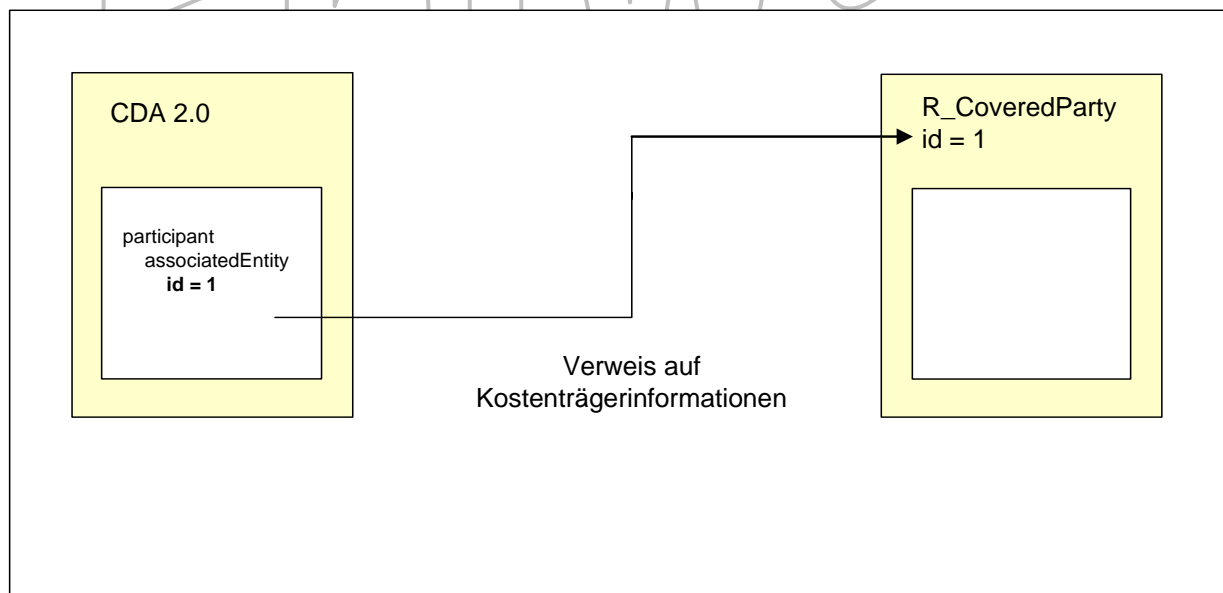 CDA 2.0
participant
associatedEntity
id = 1
Verweis auf
Kostenträgerinformationen
R_CoveredParty
id = 1